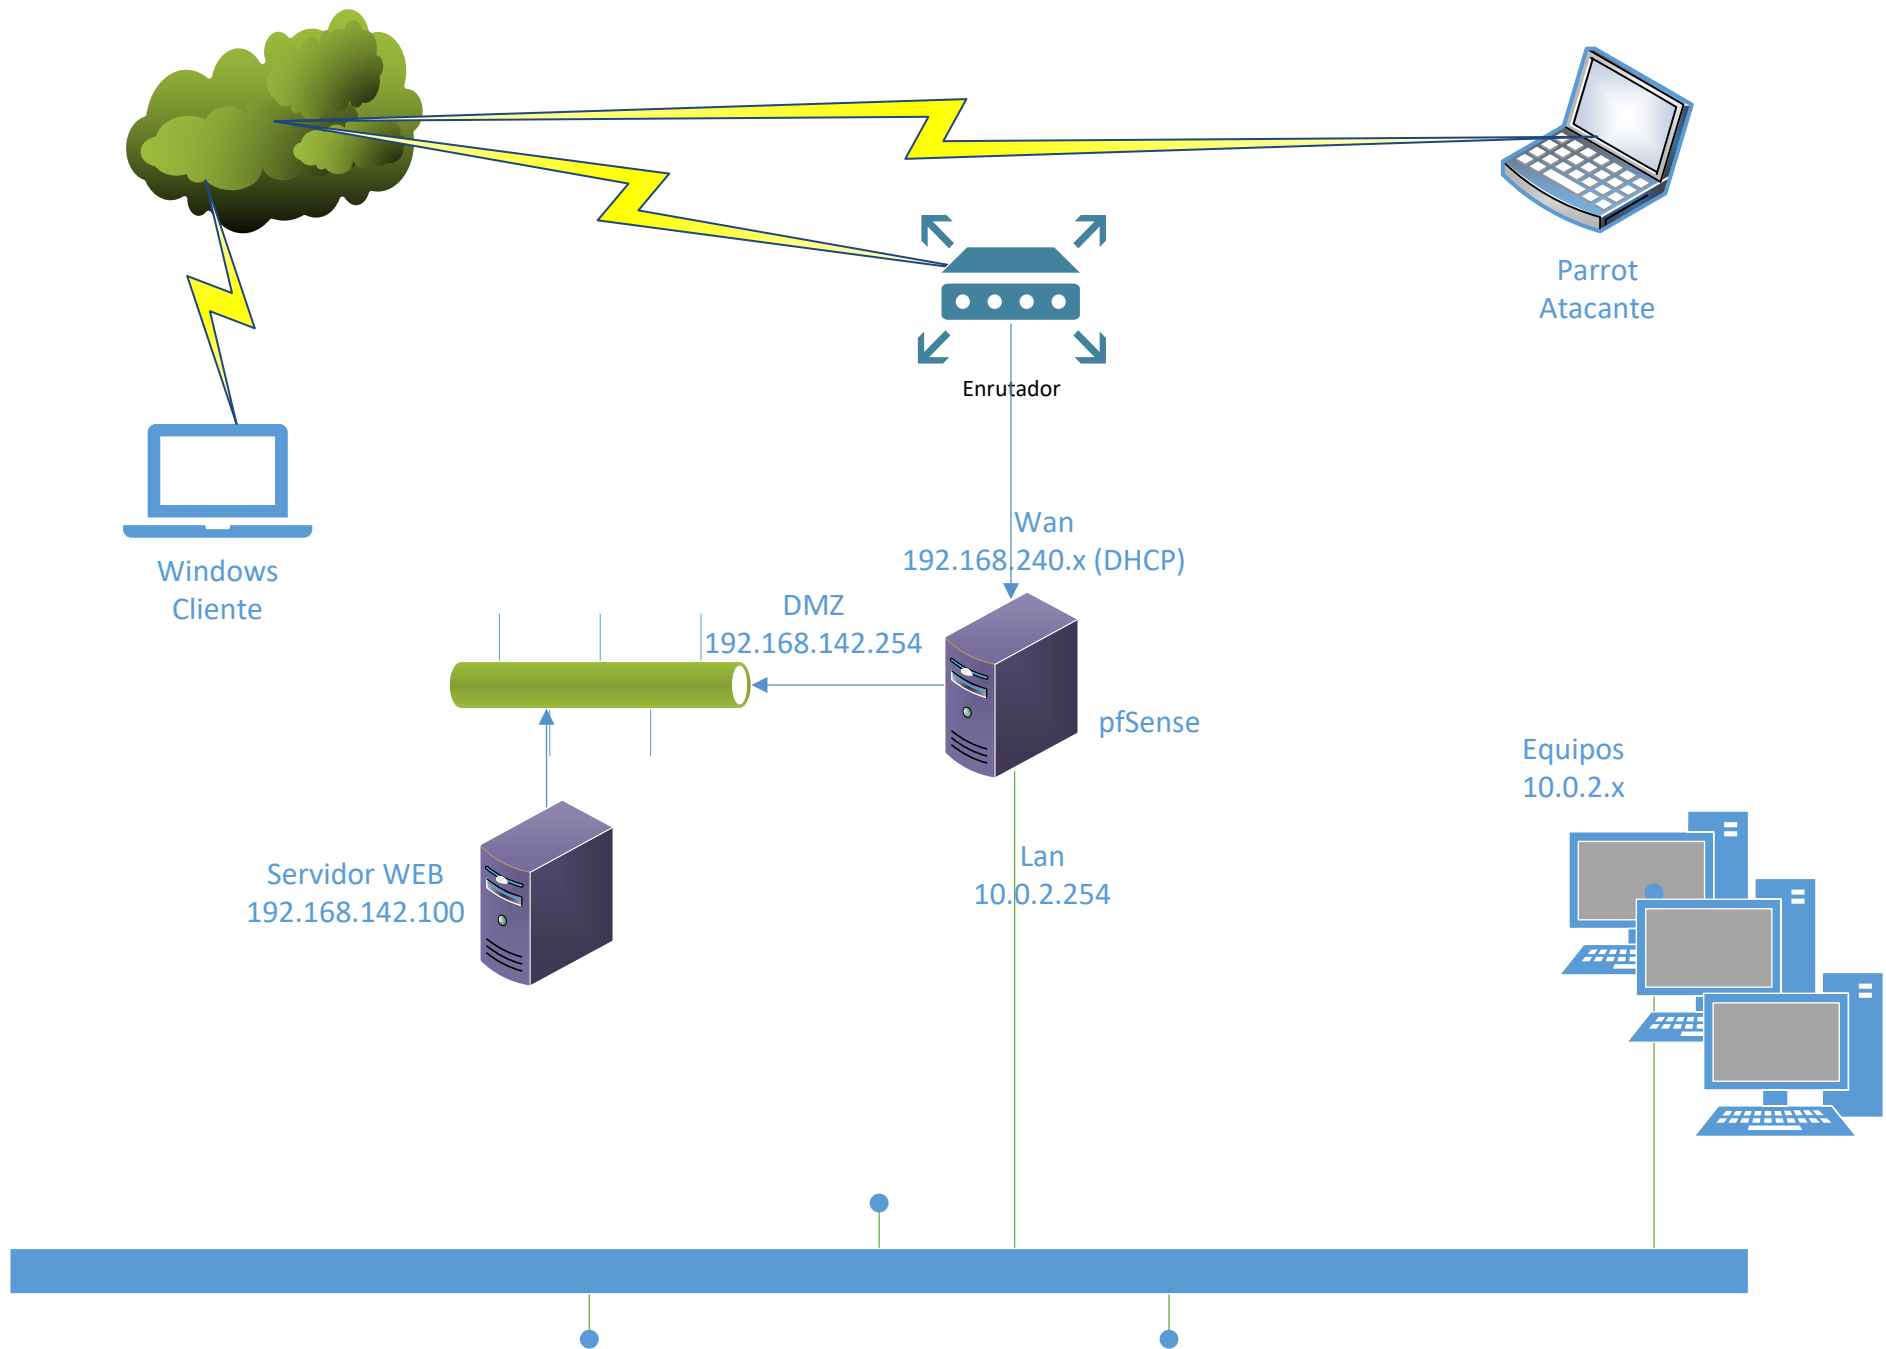 Parrot
Atacante
Enrutador
Windows
Cliente
Wan
192.168.240.x (DHCP)
DMZ
192.168.142.254
pfSense
Equipos
10.0.2.x
Servidor WEB
192.168.142.100
Lan
10.0.2.254